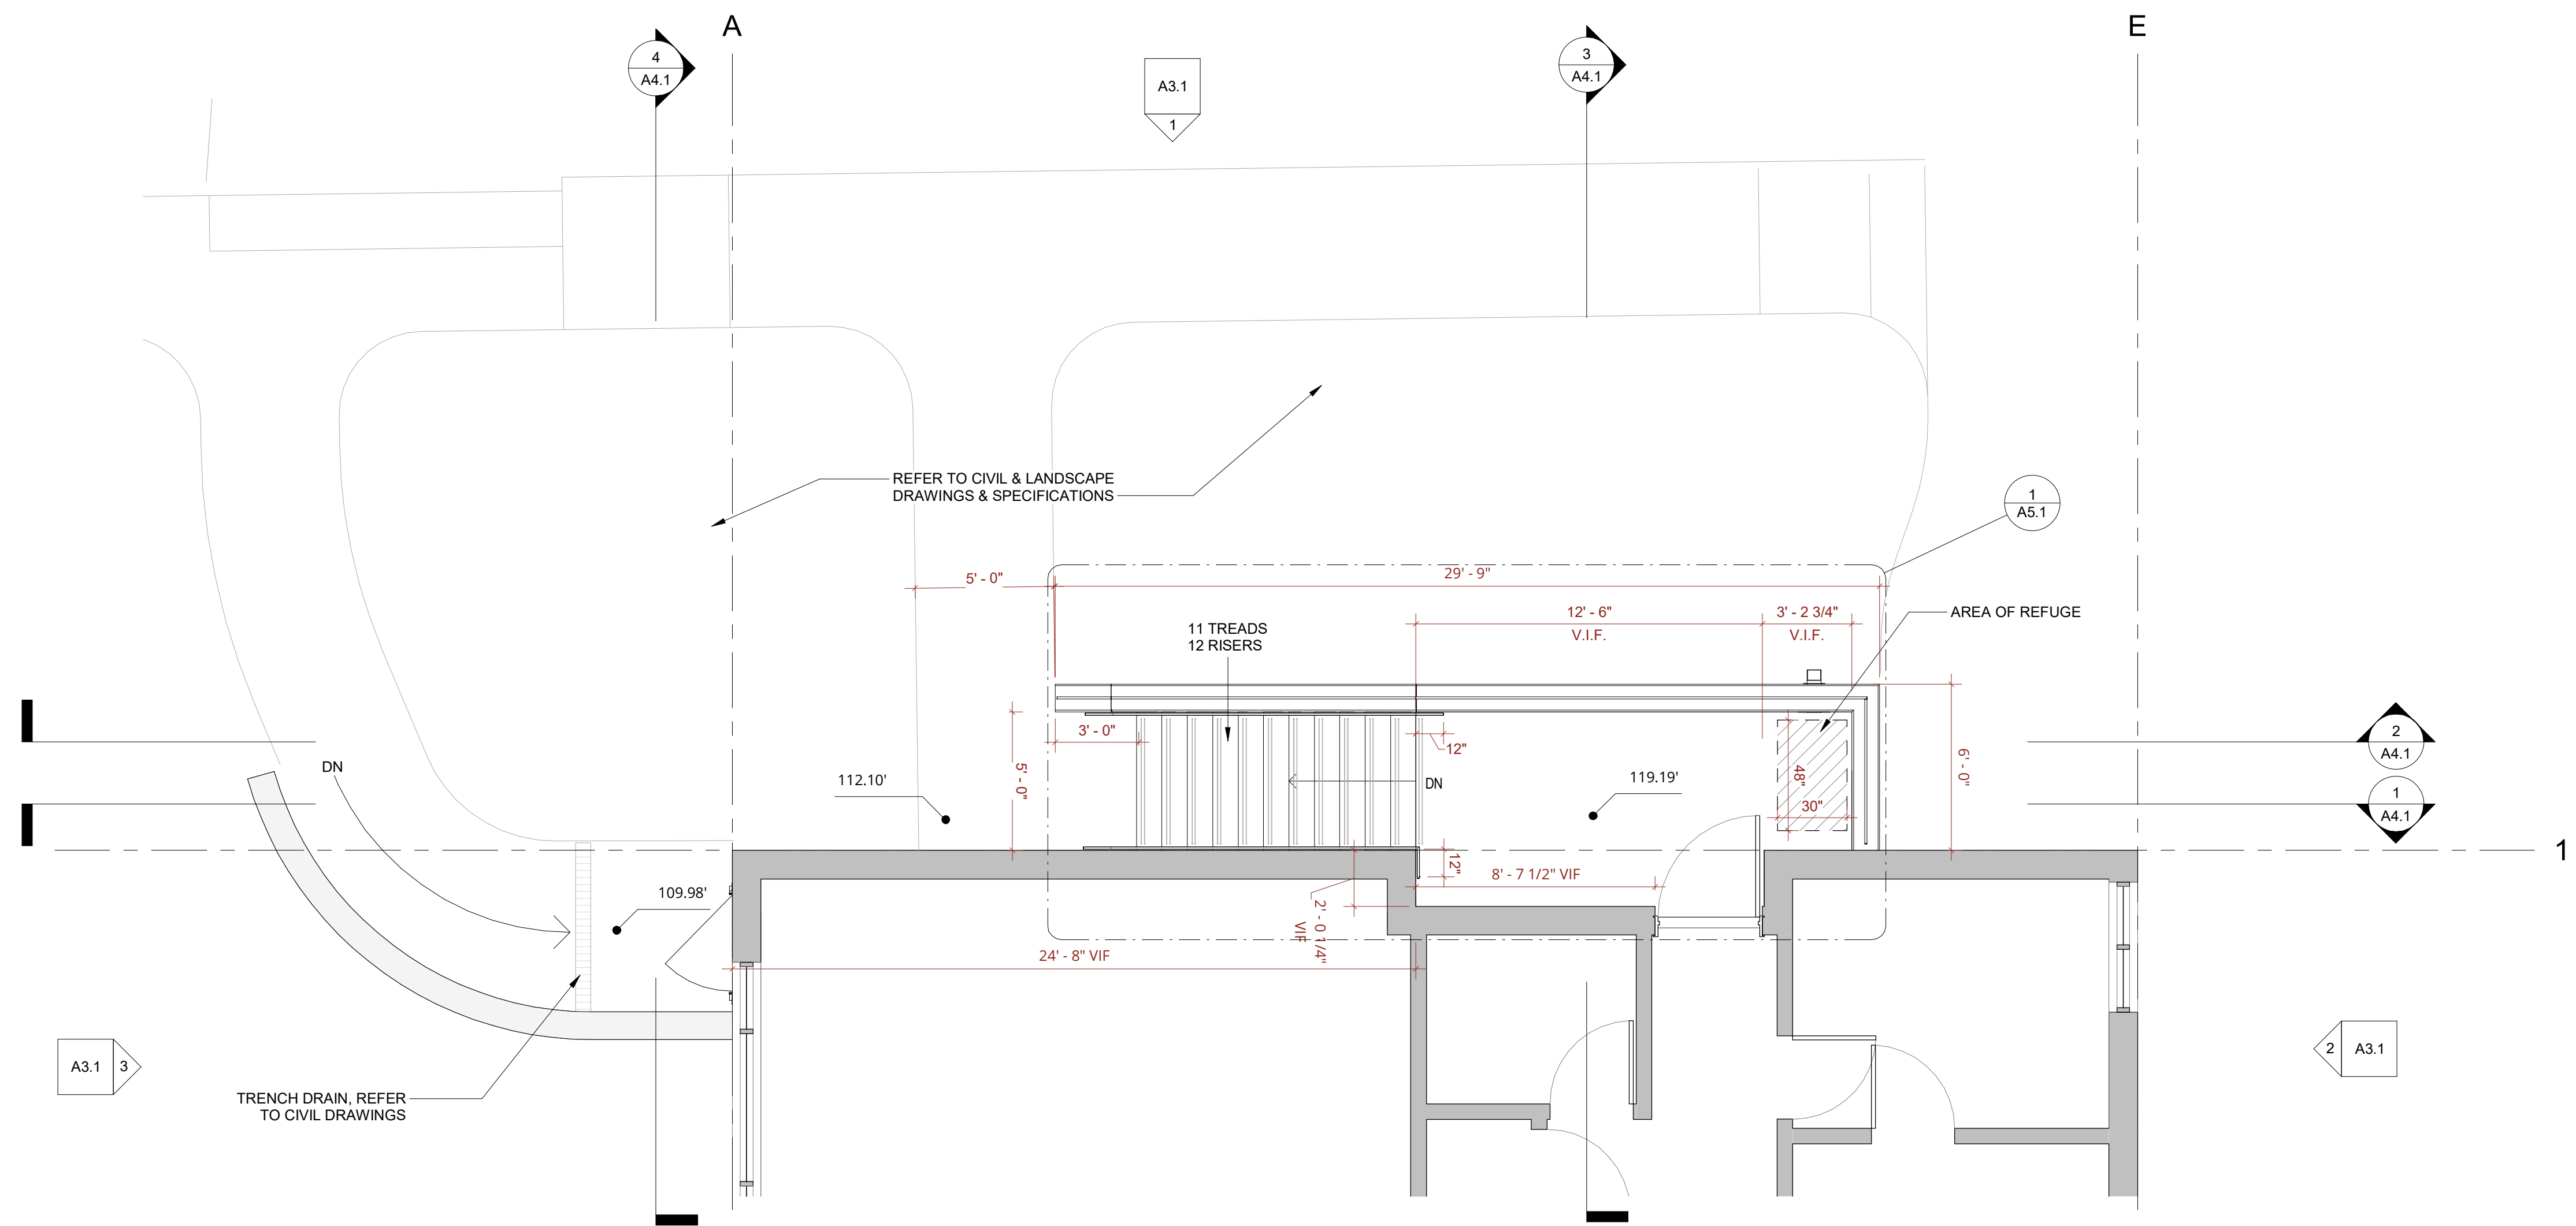 A
E
4
A4.1
3
A4.1
A3.1
1
REFER TO CIVIL & LANDSCAPE
DRAWINGS & SPECIFICATIONS
1
A5.1
5' - 0"
29' - 9"
12' - 6"
V.I.F.
3' - 2 3/4"
V.I.F.
AREA OF REFUGE
11 TREADS
12 RISERS
3' - 0"
12"
5' - 0"
6' - 0"
2
A4.1
1
A4.1
DN
112.10'
DN
119.19'
48"
30"
1
12"
8' - 7 1/2" VIF
2' - 0 1/4"
VIF
109.98'
24' - 8" VIF
A3.1
3
2
A3.1
TRENCH DRAIN, REFER
TO CIVIL DRAWINGS